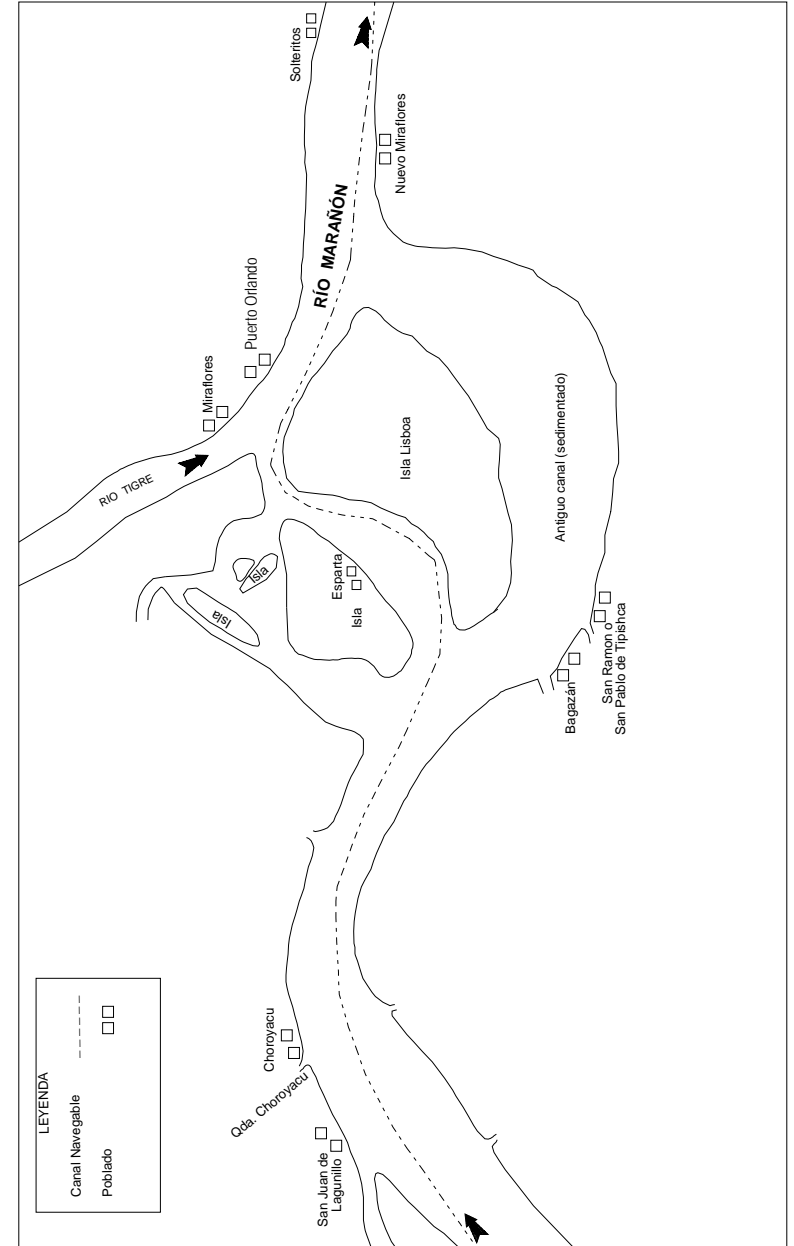 LEYENDA
Canal Navegable
Poblado
San Juan de
Lagunillo
Qda. Choroyacu
Choroyacu
Isla
Isla
Esparta
Isla
RIO TIGRE
Miraflores
Puerto Orlando
Solteritos
RÍO MARAÑÓN
Nuevo Miraflores
Isla Lisboa
Antiguo canal (sedimentado)
Bagazán
San Ramon o
San Pablo de Tipishca